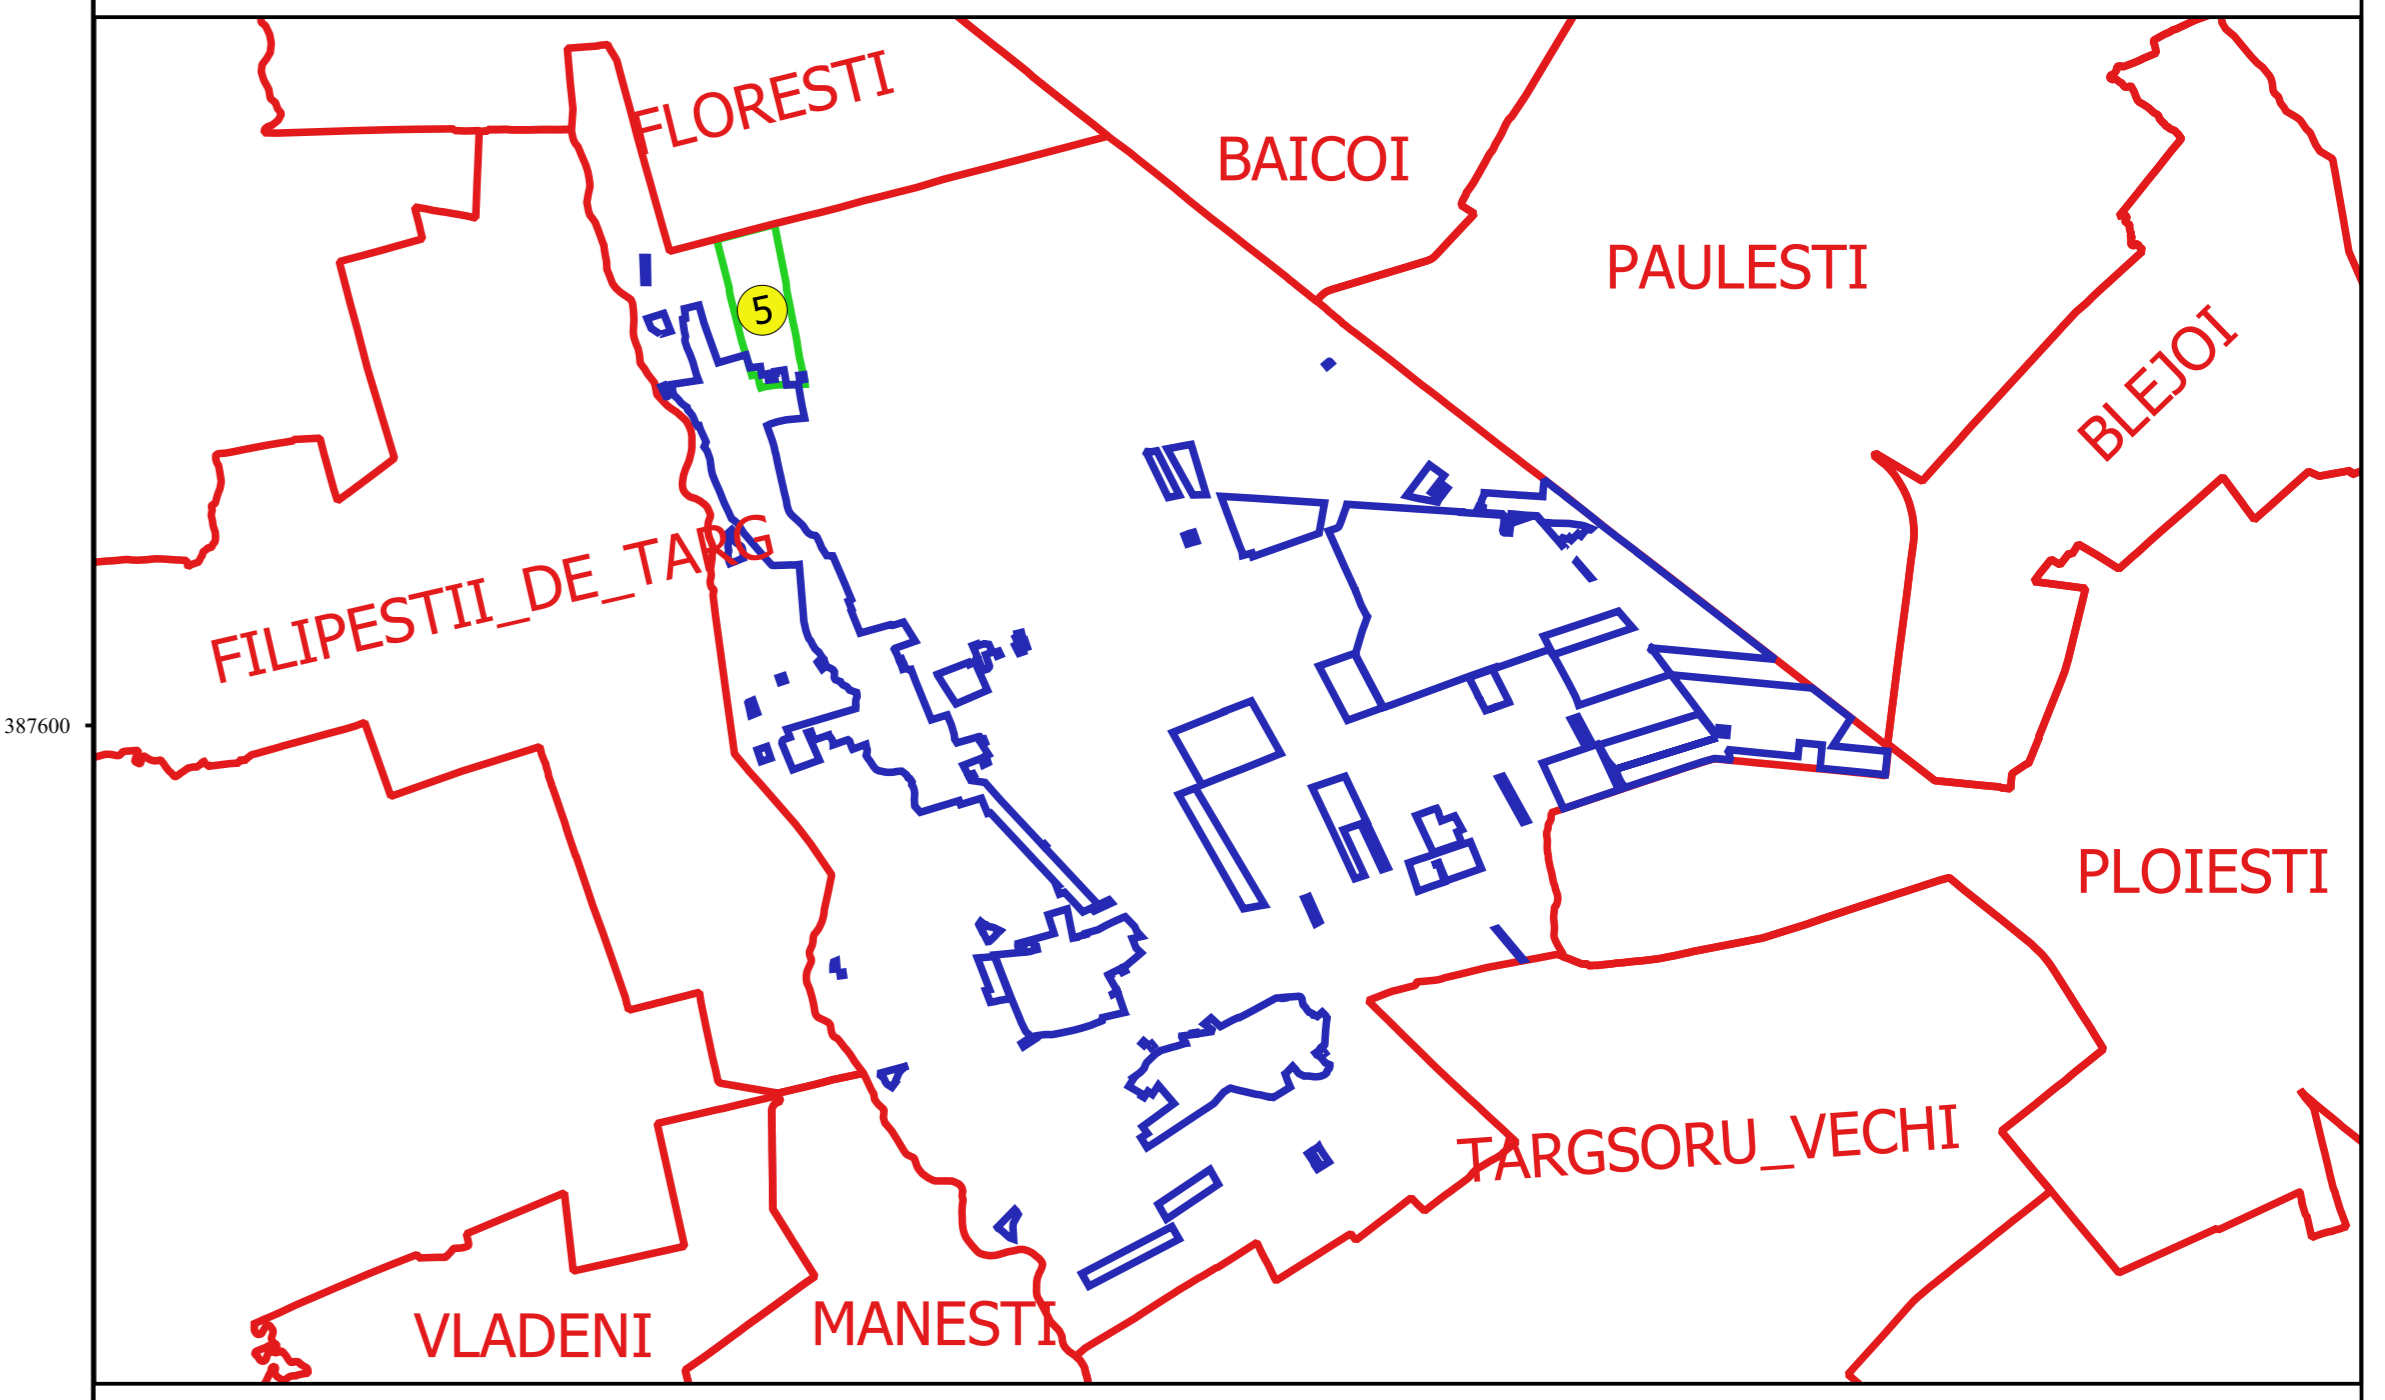 FLORESTI
BAICOI
PAULESTI
5
BLEJOI
FILIPESTII_DE_TARG
387600
PLOIESTI
TARGSORU_VECHI
VLADENI
MANESTI